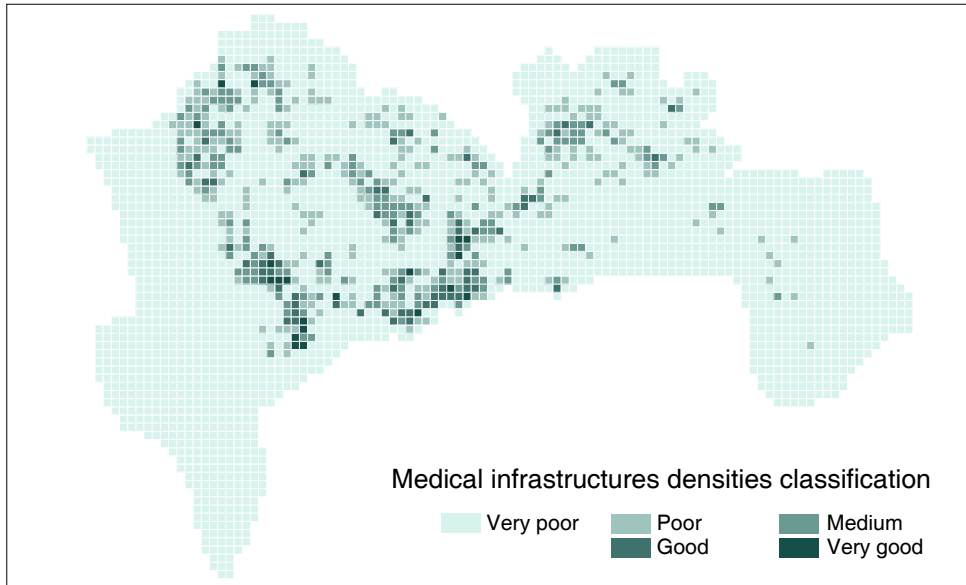 Medical infrastructures densities classification
Very poor Poor Medium
Good Very good